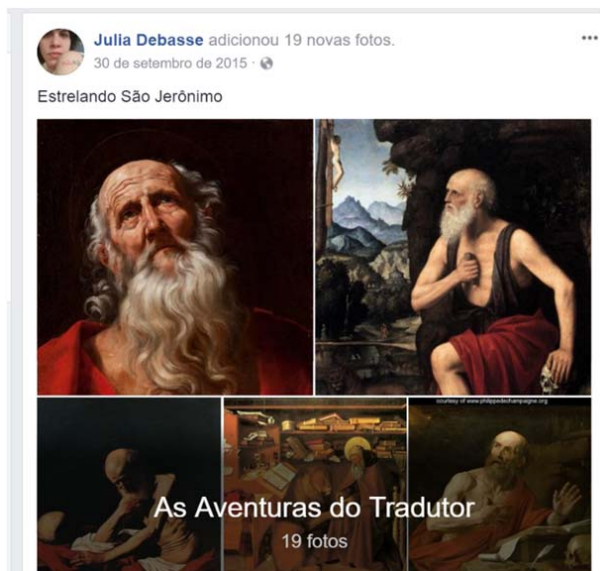 Julia Debasse adicionou 19 novas fotos.
30 de setembro de 2015 ·
Estrelando São Jerônimo
courtesy of www.philippedechampagne.org
As Aventuras do Tradutor
19 fotos